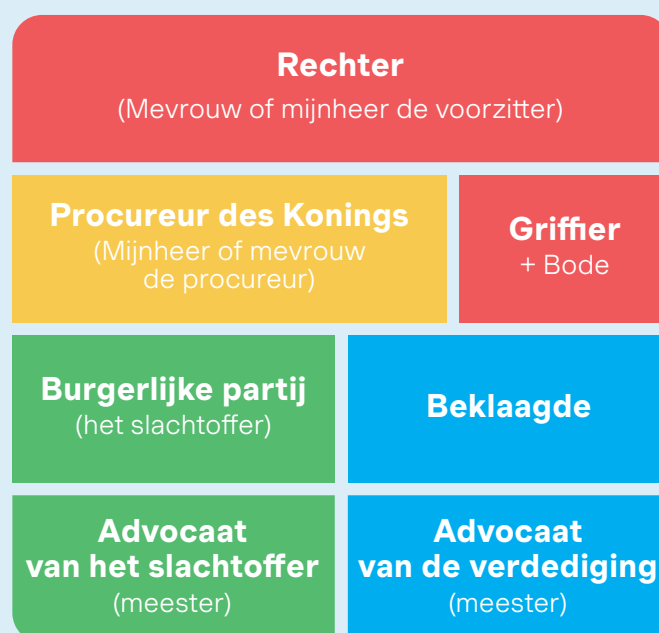 Rechter
(Mevrouw of mijnheer de voorzitter)
Procureur des Konings
(Mijnheer of mevrouw
de procureur)
Griffier
+ Bode
Burgerlijke partij
(het slachtoffer)
Beklaagde
Advocaat
van het slachtoffer
(meester)
Advocaat
van de verdediging
(meester)